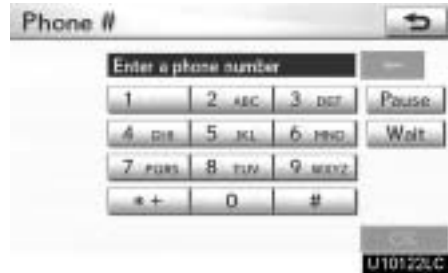 Phone #
Enter a phone number
1 2 ABC 3 DEF Pause
4 GHI 5 JKL 6 MNO Wait
7 PQRS 8 TUV 9 WXYZ
* + 0 #
OK
U10122LC